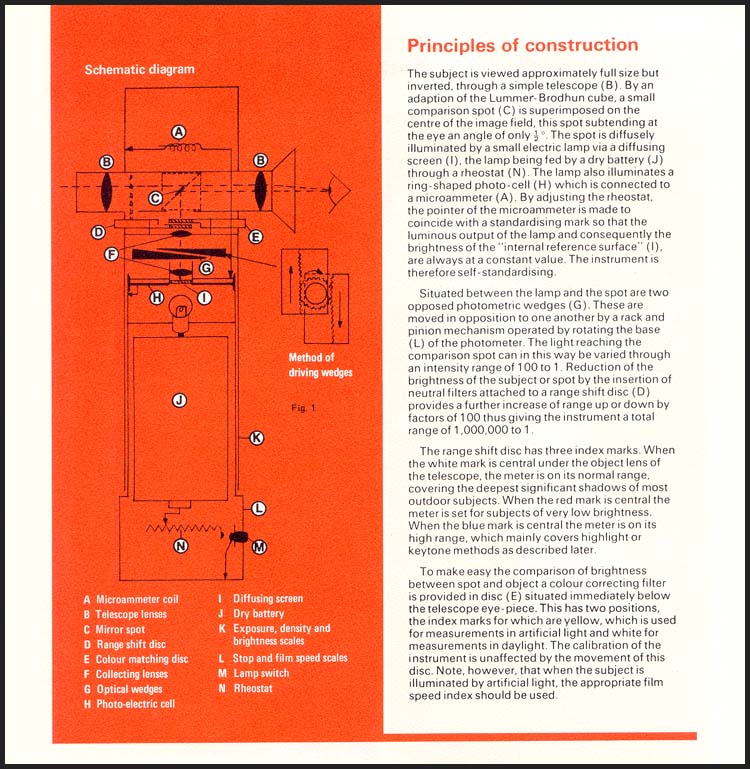 Schematic diagram
A
B
B
C
D
E
F
G
H
I
Method of
driving wedges
J
Fig. 1
K
L
N
M
A Microammeter coil
B Telescope lenses
C Mirror spot
D Range shift disc
E Colour matching disc
F Collecting lenses
G Optical wedges
H Photo-electric cell
I Diffusing screen
J Dry battery
K Exposure, density and
brightness scales
L Stop and film speed scales
M Lamp switch
N Rheostat
Principles of construction
The subject is viewed approximately full size but
inverted, through a simple telescope (B). By an
adaption of the Lummer-Brodhun cube, a small
comparison spot (C) is superimposed on the
centre of the image field, this spot subtending at
the eye an angle of only ½°. The spot is diffusely
illuminated by a small electric lamp via a diffusing
screen (I), the lamp being fed by a dry battery (J)
through a rheostat (N). The lamp also illuminates a
ring-shaped photo-cell (H) which is connected to
a microammeter (A). By adjusting the rheostat,
the pointer of the microammeter is made to
coincide with a standardising mark so that the
luminous output of the lamp and consequently the
brightness of the "internal reference surface" (I),
are always at a constant value. The instrument is
therefore self-standardising.
Situated between the lamp and the spot are two
opposed photometric wedges (G). These are
moved in opposition to one another by a rack and
pinion mechanism operated by rotating the base
(L) of the photometer. The light reaching the
comparison spot can in this way be varied through
an intensity range of 100 to 1. Reduction of the
brightness of the subject or spot by the insertion of
neutral filters attached to a range shift disc (D)
provides a further increase of range up or down by
factors of 100 thus giving the instrument a total
range of 1,000,000 to 1.
The range shift disc has three index marks. When
the white mark is central under the object lens of
the telescope, the meter is on its normal range,
covering the deepest significant shadows of most
outdoor subjects. When the red mark is central the
meter is set for subjects of very low brightness.
When the blue mark is central the meter is on its
high range, which mainly covers highlight or
keytone methods as described later.
To make easy the comparison of brightness
between spot and object a colour correcting filter
is provided in disc (E) situated immediately below
the telescope eye-piece. This has two positions,
the index marks for which are yellow, which is used
for measurements in artificial light and white for
measurements in daylight. The calibration of the
instrument is unaffected by the movement of this
disc. Note, however, that when the subject is
illuminated by artificial light, the appropriate film
speed index should be used.